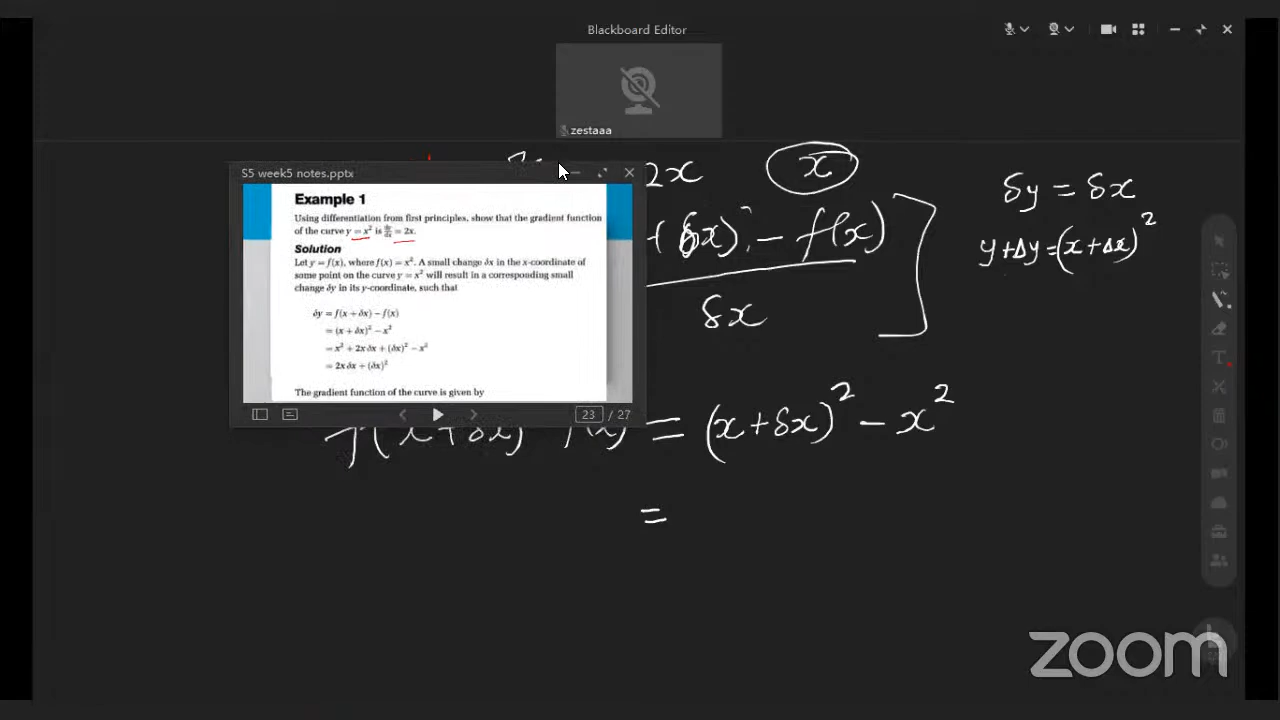 Blackboard Editor
zestaaa
S5 week5 notes.pptx
Example 1
Using differentiation from first principles, show that the gradient function
of the curve y = x² is dy/dx = 2x.
Solution
Let y = f(x), where f(x) = x². A small change δx in the x-coordinate of
some point on the curve y = x² will result in a corresponding small
change δy in its y-coordinate, such that
δy = f(x + δx) − f(x)
= (x + δx)² − x²
= x² + 2x δx + (δx)² − x²
= 2x δx + (δx)²
The gradient function of the curve is given by
23 / 27
2x
x
(δx) − f(x)
δx
δy = δx
y+Δy=(x+Δx)²
f(x+δx) f(x) = (x+δx)² − x²
=
zoom